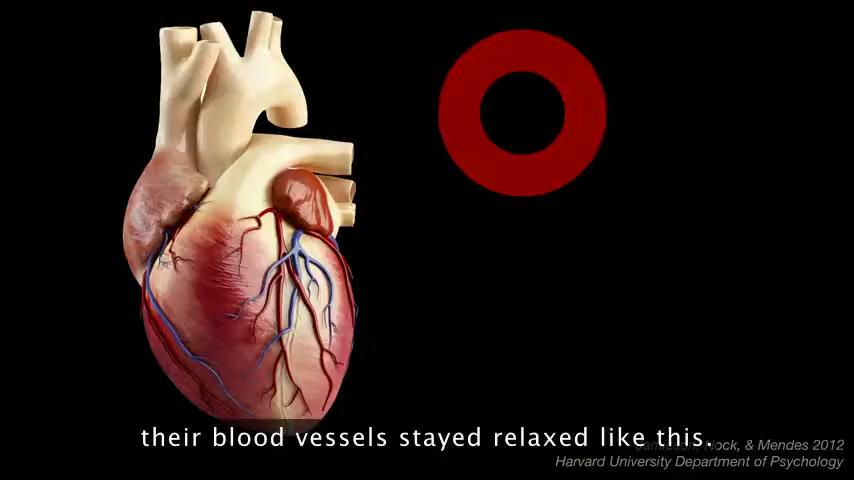 their blood vessels stayed relaxed like this.
Nock, & Mendes 2012
Harvard University Department of Psychology